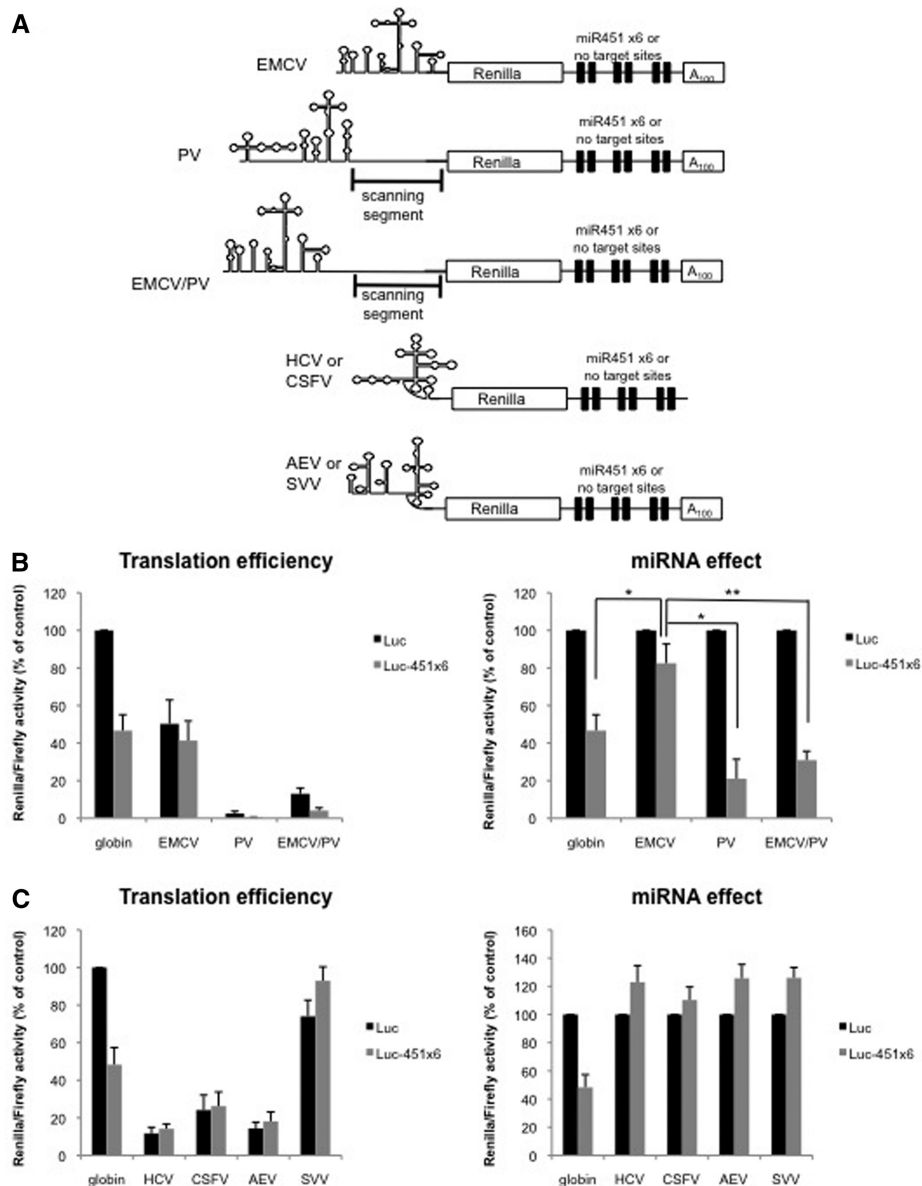 A
EMCV
Renilla
miR451 x6 or
no target sites
A100
PV
Renilla
miR451 x6 or
no target sites
A100
scanning
segment
EMCV/PV
Renilla
miR451 x6 or
no target sites
A100
scanning
segment
HCV or
CSFV
Renilla
miR451 x6 or
no target sites
AEV or
SVV
Renilla
miR451 x6 or
no target sites
A100
B
Translation efficiency
Renilla/Firefly activity (% of control)
120
100
80
60
40
20
0
globin EMCV PV EMCV/PV
Luc
Luc-451x6
miRNA effect
Renilla/Firefly activity (% of control)
120
100
80
60
40
20
0
globin EMCV PV EMCV/PV
* ** *
Luc
Luc-451x6
C
Translation efficiency
Renilla/Firefly activity (% of control)
120
100
80
60
40
20
0
globin HCV CSFV AEV SVV
Luc
Luc-451x6
miRNA effect
Renilla/Firefly activity (% of control)
160
140
120
100
80
60
40
20
0
globin HCV CSFV AEV SVV
Luc
Luc-451x6